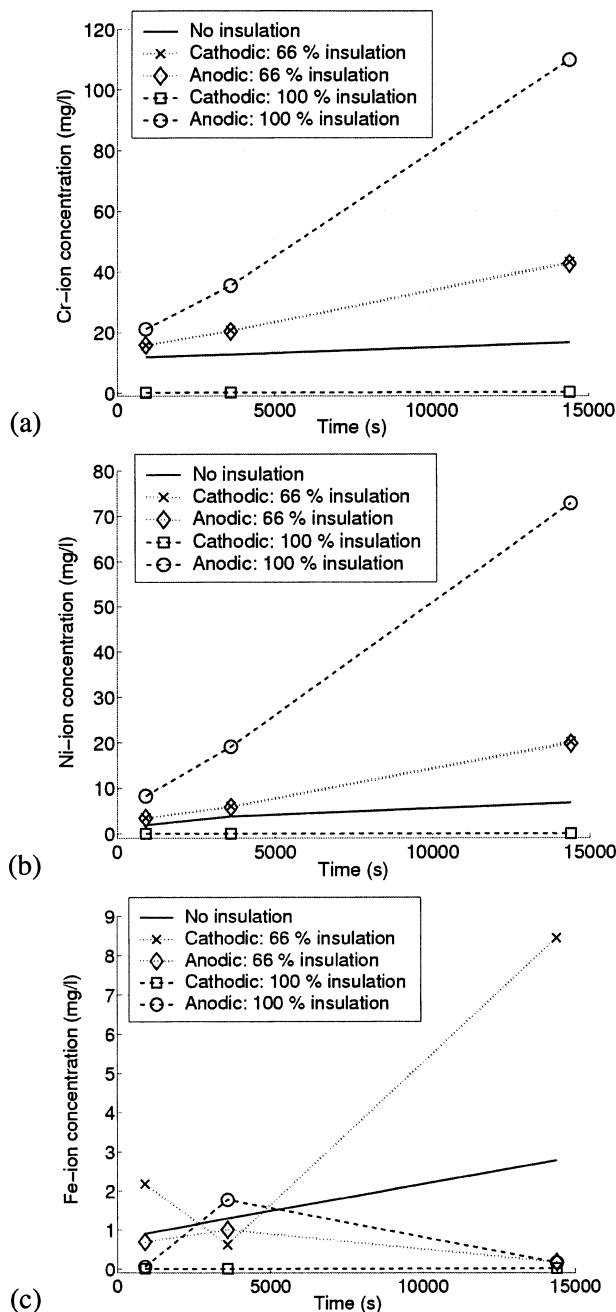 120
100
80
60
40
20
0
Cr-ion concentration (mg/l)
No insulation
Cathodic: 66 % insulation
Anodic: 66 % insulation
Cathodic: 100 % insulation
Anodic: 100 % insulation
0 5000 10000 15000
Time (s)
(a)
80
70
60
50
40
30
20
10
0
Ni-ion concentration (mg/l)
No insulation
Cathodic: 66 % insulation
Anodic: 66 % insulation
Cathodic: 100 % insulation
Anodic: 100 % insulation
0 5000 10000 15000
Time (s)
(b)
9
8
7
6
5
4
3
2
1
0
Fe-ion concentration (mg/l)
No insulation
Cathodic: 66 % insulation
Anodic: 66 % insulation
Cathodic: 100 % insulation
Anodic: 100 % insulation
0 5000 10000 15000
Time (s)
(c)